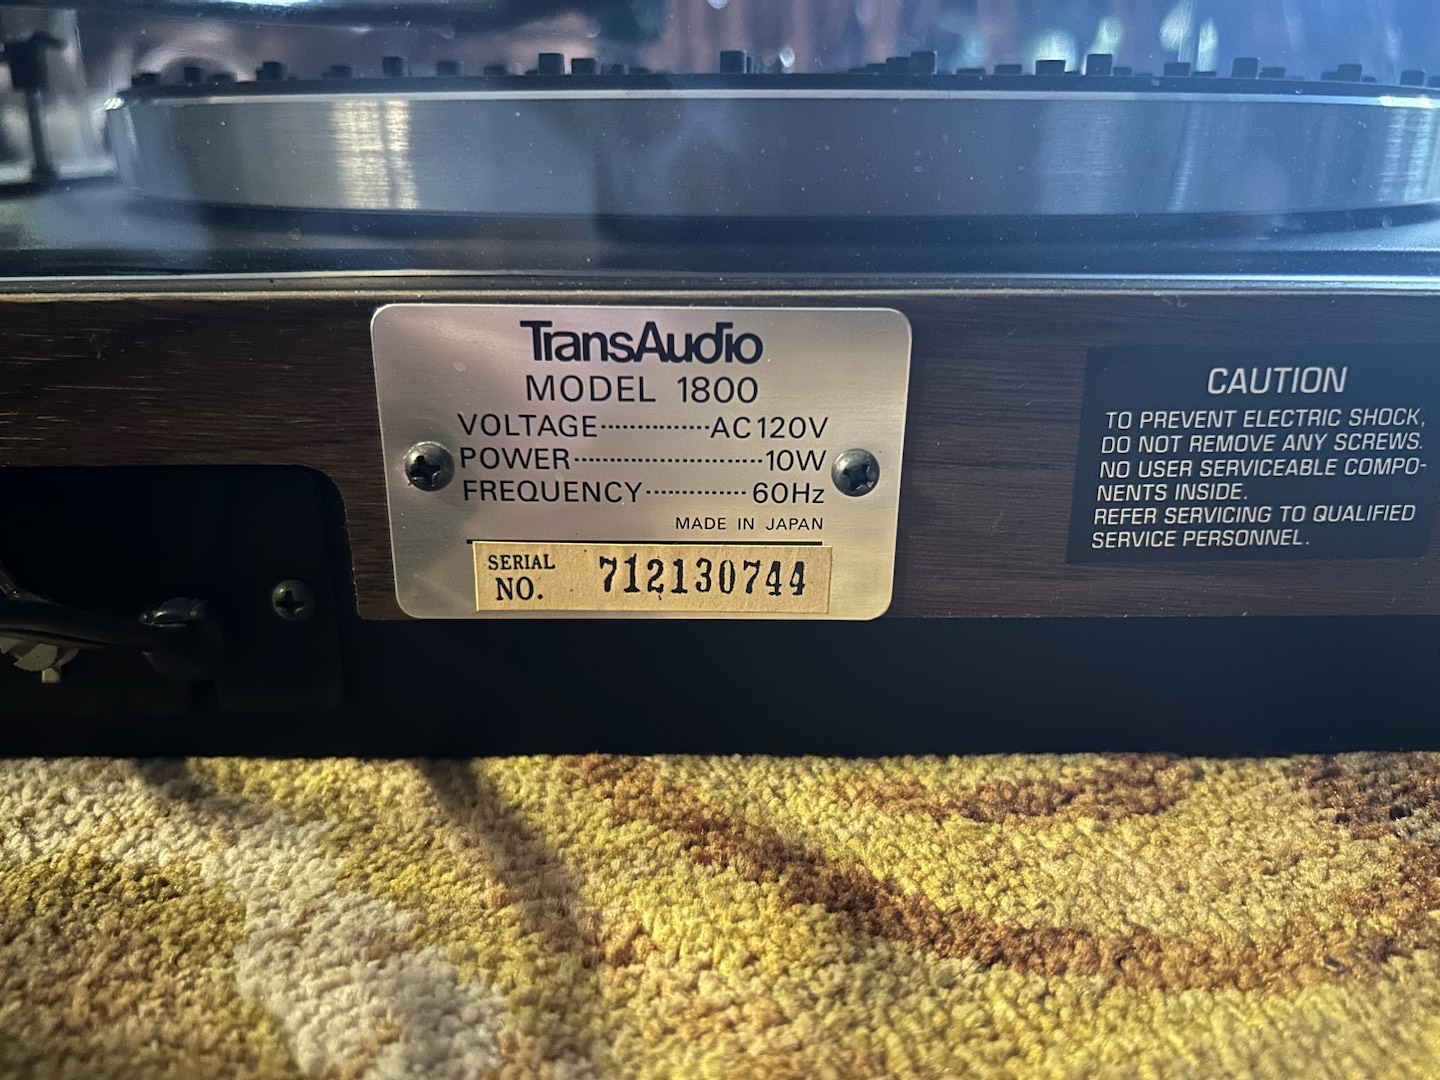 TransAudio
MODEL 1800
VOLTAGE···············AC120V
POWER··························10W
FREQUENCY··············60Hz
MADE IN JAPAN
SERIAL
NO. 712130744
CAUTION
TO PREVENT ELECTRIC SHOCK,
DO NOT REMOVE ANY SCREWS.
NO USER SERVICEABLE COMPO-
NENTS INSIDE.
REFER SERVICING TO QUALIFIED
SERVICE PERSONNEL.